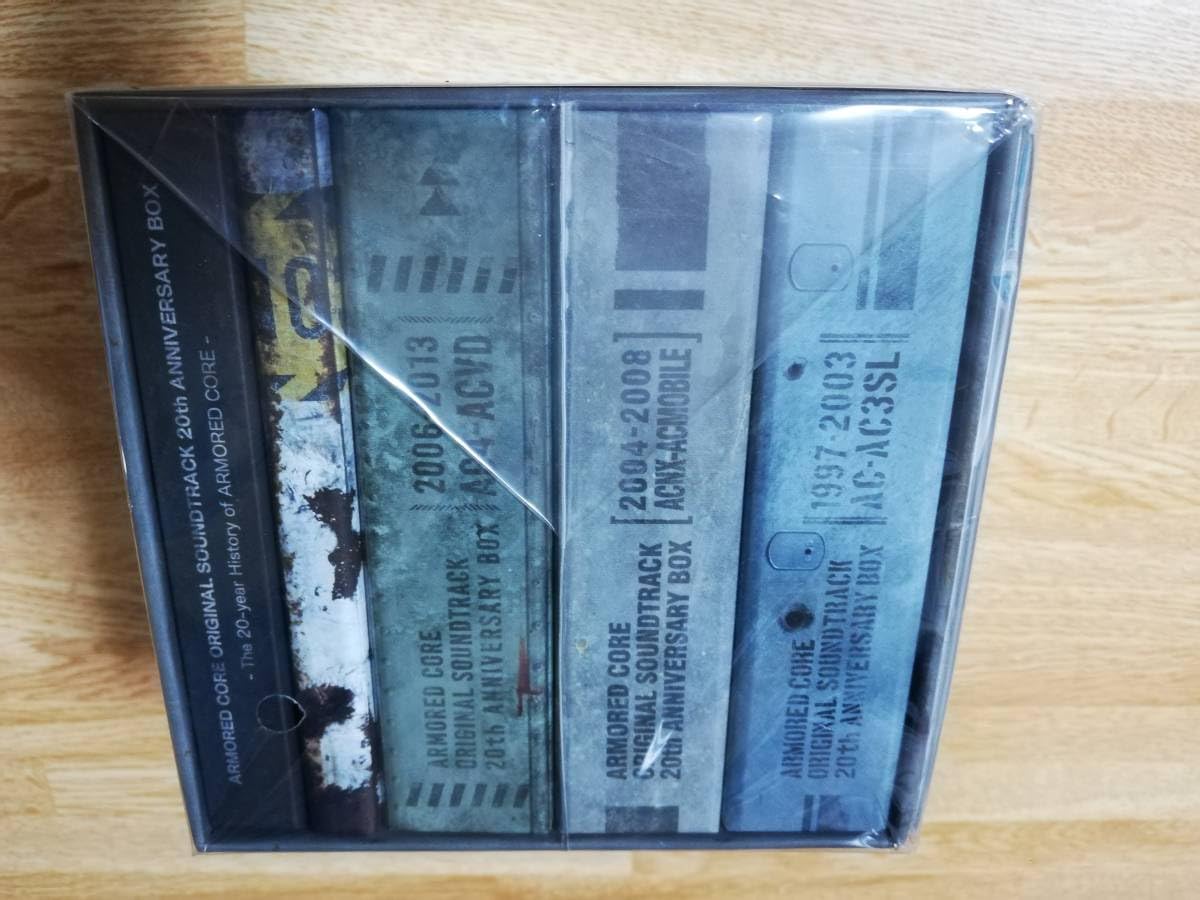 ARMORED CORE ORIGINAL SOUNDTRACK 20th ANNIVERSARY BOX
- The 20-year History of ARMORED CORE -
ARMORED CORE
ORIGINAL SOUNDTRACK
20th ANNIVERSARY BOX
2006-2013
AC4-ACVD
ARMORED CORE
ORIGINAL SOUNDTRACK
20th ANNIVERSARY BOX
[2004-2008]
[ACNX-ACMOBILE]
ARMORED CORE
ORIGINAL SOUNDTRACK
20th ANNIVERSARY BOX
1997-2003
AC-AC3SL